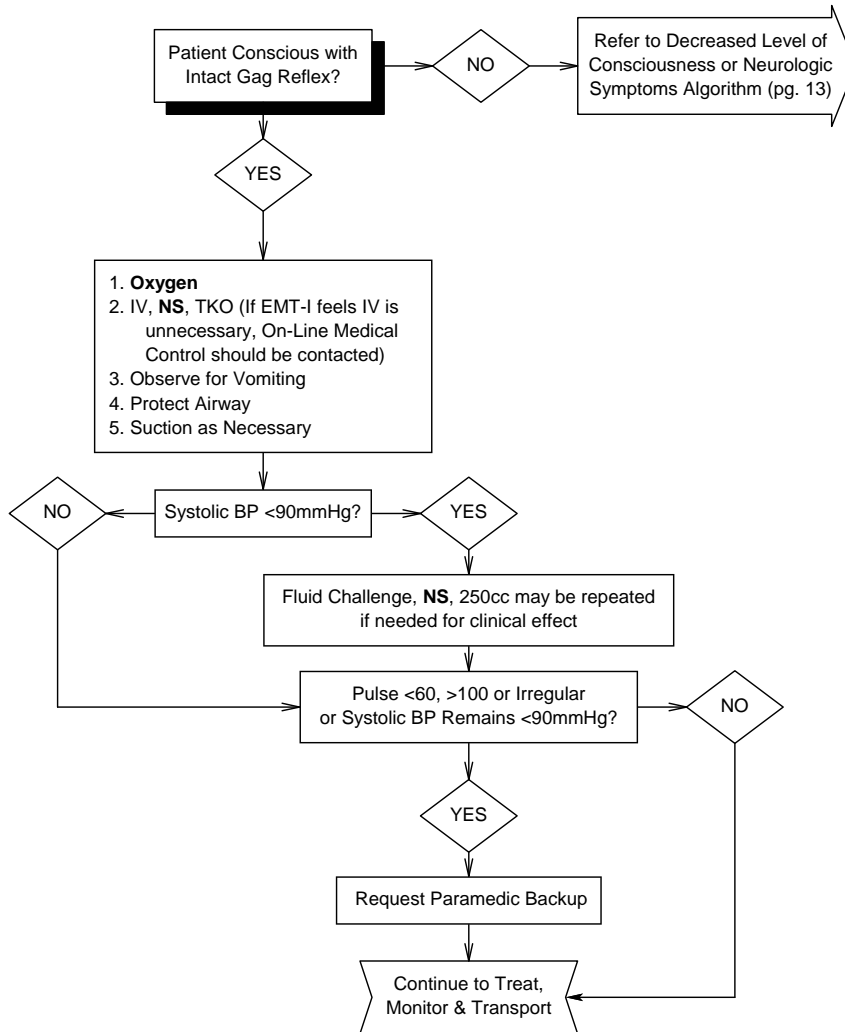 Patient Conscious with
Intact Gag Reflex?
NO
Refer to Decreased Level of
Consciousness or Neurologic
Symptoms Algorithm (pg. 13)
YES
1. Oxygen
2. IV, NS, TKO (If EMT-I feels IV is
unnecessary, On-Line Medical
Control should be contacted)
3. Observe for Vomiting
4. Protect Airway
5. Suction as Necessary
NO
Systolic BP <90mmHg?
YES
Fluid Challenge, NS, 250cc may be repeated
if needed for clinical effect
Pulse <60, >100 or Irregular
or Systolic BP Remains <90mmHg?
NO
YES
Request Paramedic Backup
Continue to Treat,
Monitor & Transport